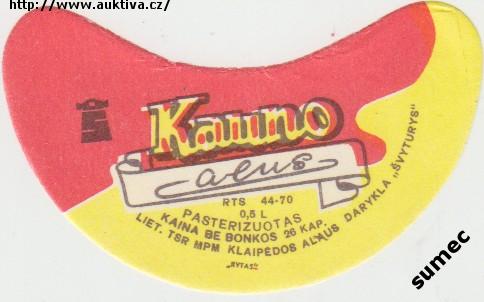 http://www.auktiva.cz/
Kauno
alus
RTS 44-70
0,5 L
PASTERIZUOTAS
KAINA BE BONKOS 26 KAP.
LIET. TSR MPM KLAIPĖDOS ALAUS DARYKLA „ŠVYTURYS"
„RYTAS"
sumec